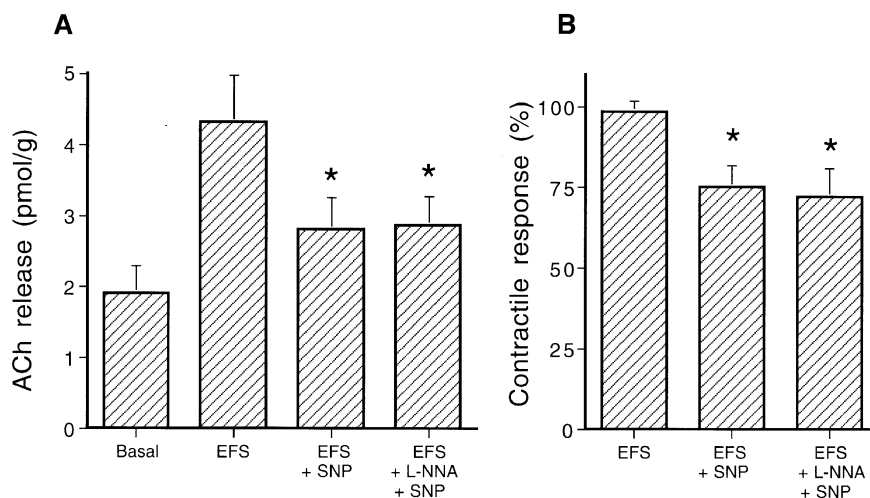 A
ACh release (pmol/g)
5
4
3
2
1
0
*
*
Basal
EFS
EFS
+ SNP
EFS
+ L-NNA
+ SNP
B
Contractile response (%)
100
75
50
25
0
*
*
EFS
EFS
+ SNP
EFS
+ L-NNA
+ SNP